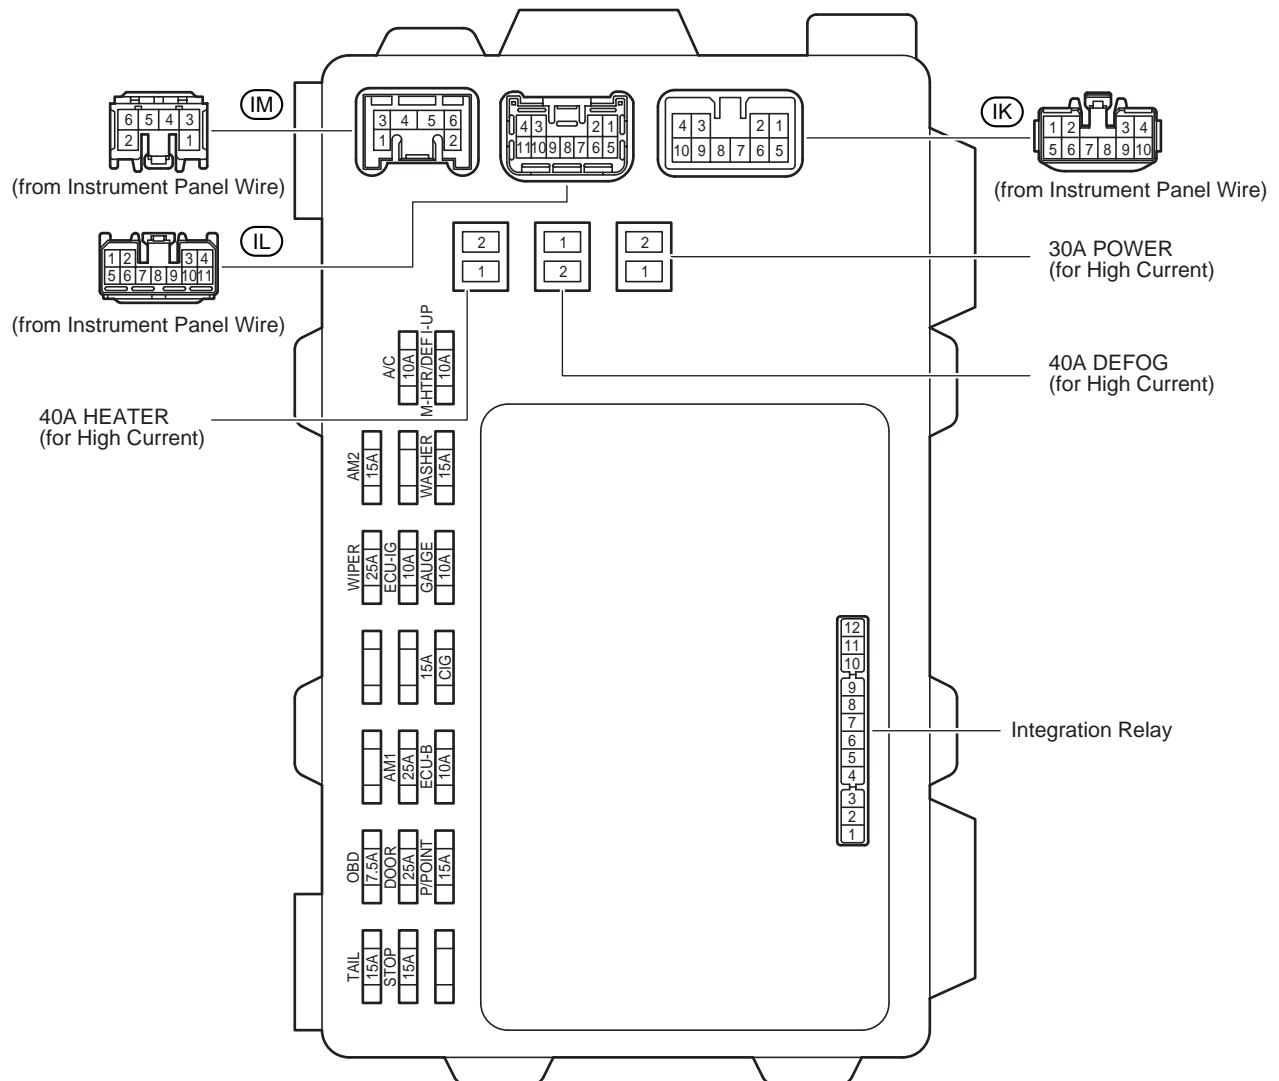 IM
6 5 4 3
2 1
(from Instrument Panel Wire)
3 4 5 6
1 2
4 3 2 1
11 10 9 8 7 6 5
4 3 2 1
10 9 8 7 6 5
IK
1 2 3 4
5 6 7 8 9 10
(from Instrument Panel Wire)
IL
1 2 3 4
5 6 7 8 9 10 11
(from Instrument Panel Wire)
2
1
1
2
2
1
30A POWER
(for High Current)
40A DEFOG
(for High Current)
40A HEATER
(for High Current)
A/C
10A
M-HTR/DEF I-UP
10A
AM2
15A
WASHER
15A
WIPER
25A
ECU-IG
10A
GAUGE
10A
15A
CIG
AM1
25A
ECU-B
10A
OBD
7.5A
DOOR
25A
P/POINT
15A
TAIL
15A
STOP
15A
12
11
10
9
8
7
6
5
4
3
2
1
Integration Relay